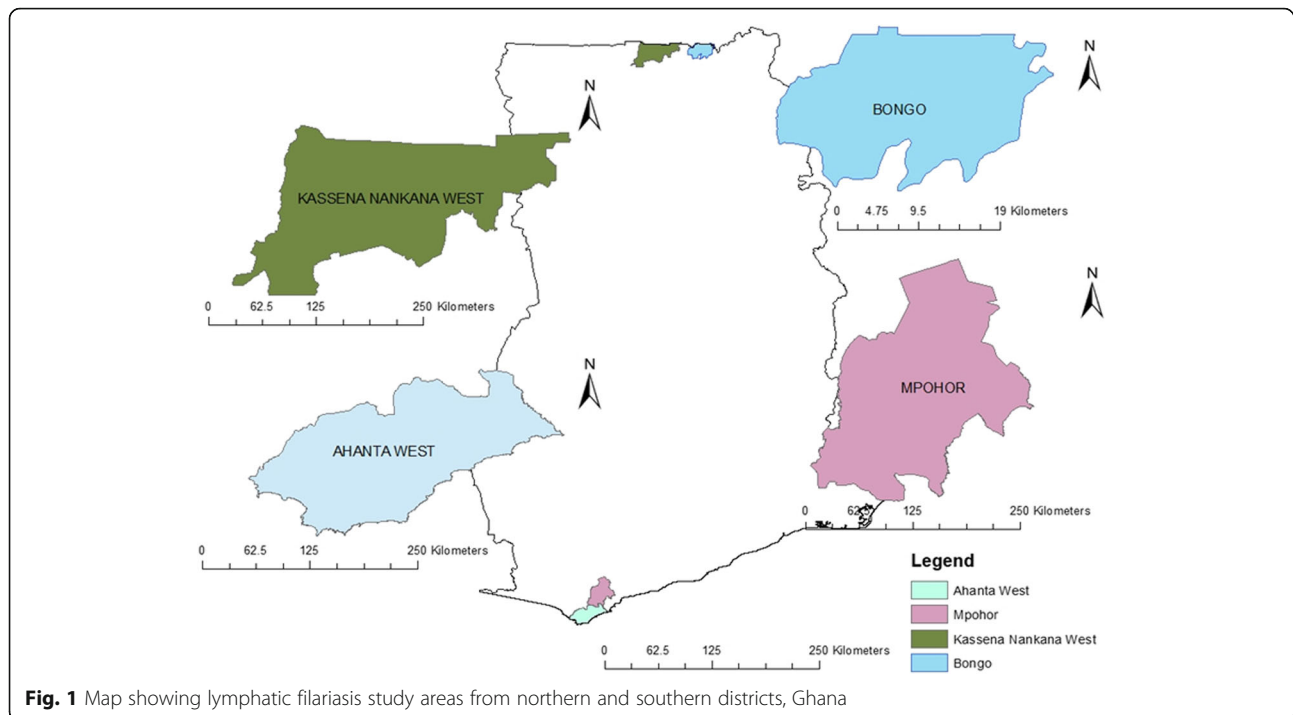 N
N
BONGO
KASSENA NANKANA WEST
0 4.75 9.5 19 Kilometers
0 62.5 125 250 Kilometers
N
N
MPOHOR
AHANTA WEST
0 62.5 125 250 Kilometers
0 62.5 125 250 Kilometers
Legend
Ahanta West
Mpohor
Kassena Nankana West
Bongo
0 62.5 125 250 Kilometers
Fig. 1 Map showing lymphatic filariasis study areas from northern and southern districts, Ghana